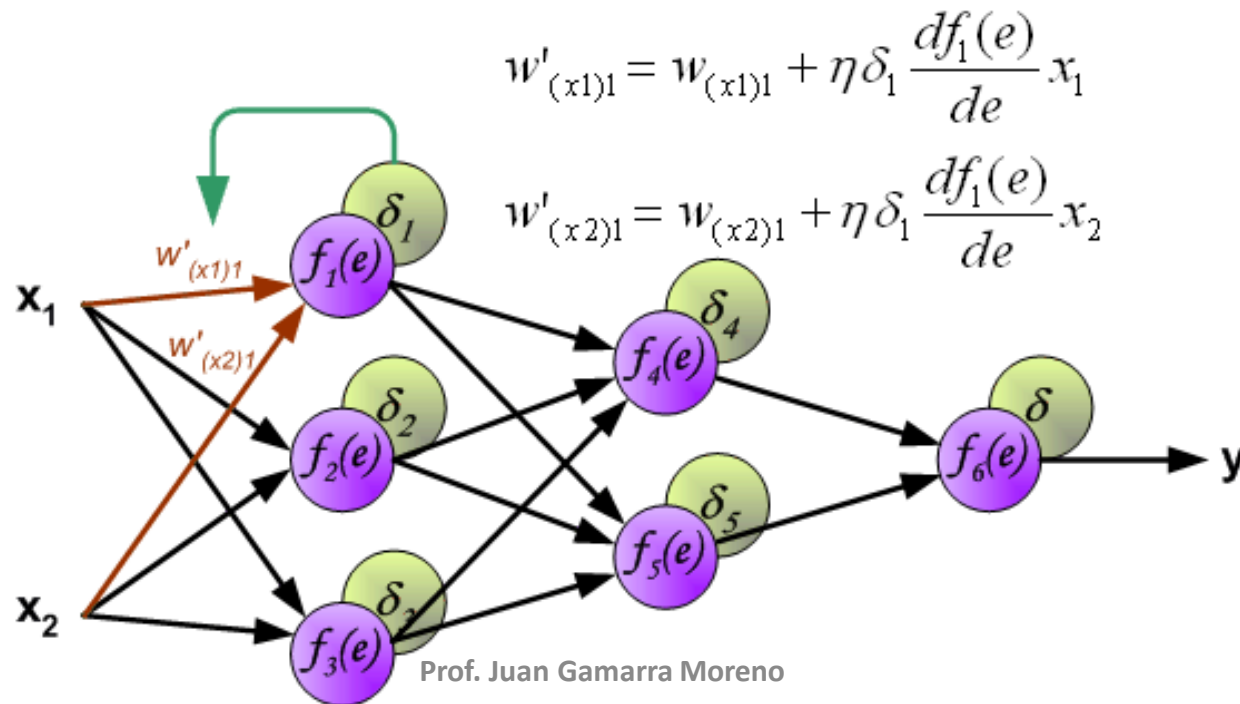 w'(x1)1 = w(x1)1 + ηδ1 df1(e)/de x1
w'(x2)1 = w(x2)1 + ηδ1 df1(e)/de x2
δ1
f1(e)
w'(x1)1
x1
w'(x2)1
δ4
f4(e)
δ2
f2(e)
δ
f6(e)
y
δ5
f5(e)
x2
δ3
f3(e)
Prof. Juan Gamarra Moreno